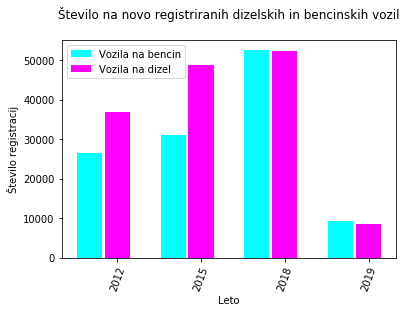 Število na novo registriranih dizelskih in bencinskih vozil
Vozila na bencin
Vozila na dizel
50000
40000
30000
20000
10000
0
Število registracij
2012
2015
2018
2019
Leto